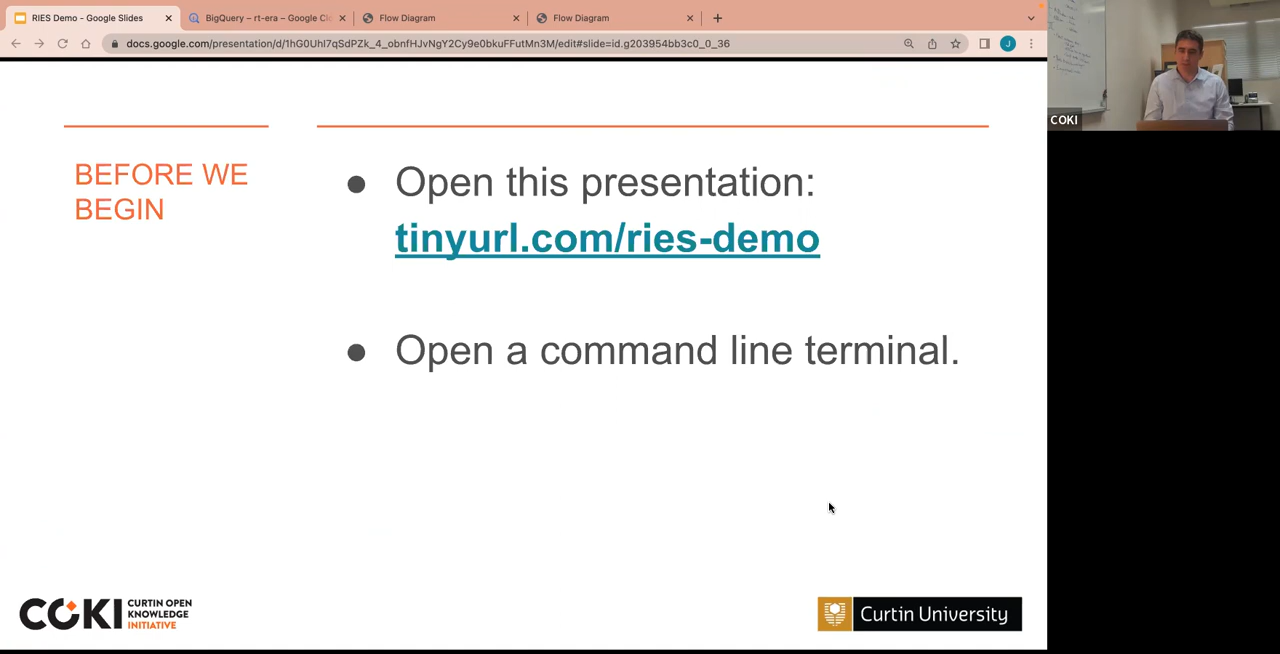 RIES Demo - Google Slides
BigQuery – rt-era – Google Cl
Flow Diagram
Flow Diagram
docs.google.com/presentation/d/1hG0UhI7qSdPZk_4_obnfHJvNgY2Cy9e0bkuFFutMn3M/edit#slide=id.g203954bb3c0_0_36
J
COKI
BEFORE WE
BEGIN
● Open this presentation:
tinyurl.com/ries-demo
● Open a command line terminal.
COKI CURTIN OPEN
KNOWLEDGE
INITIATIVE
Curtin University